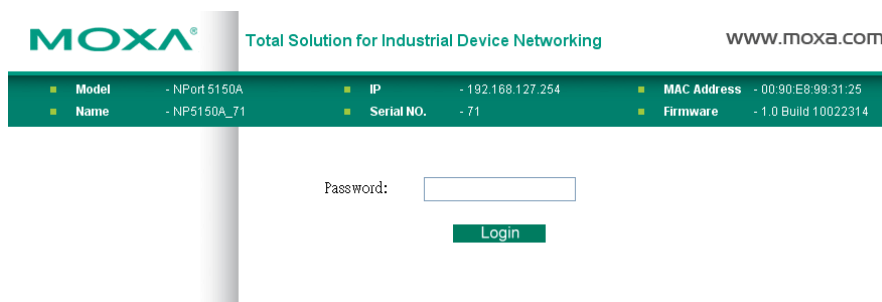 MOXA® Total Solution for Industrial Device Networking www.moxa.com
Model - NPort 5150A IP - 192.168.127.254 MAC Address - 00:90:E8:99:31:25
Name - NP5150A_71 Serial NO. - 71 Firmware - 1.0 Build 10022314
Password:
Login